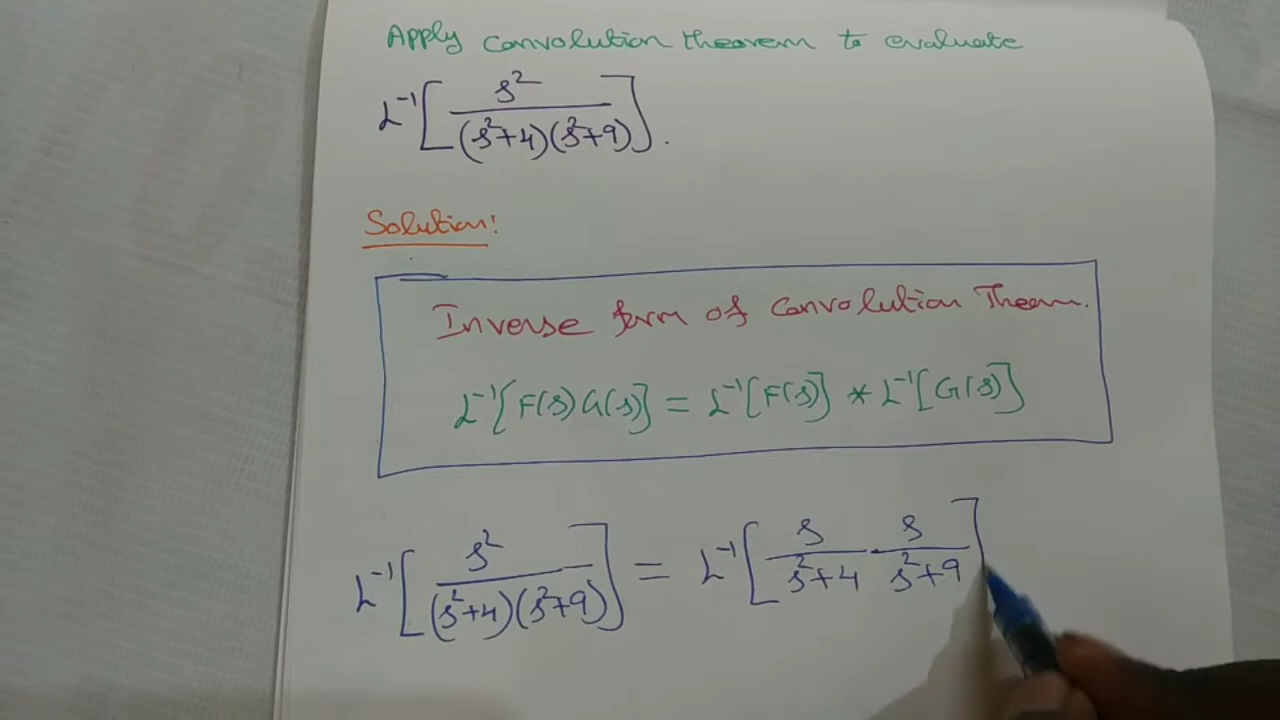 Apply convolution theorem to evaluate
L⁻¹[s²/((s²+4)(s²+9))].
Solution:
Inverse form of Convolution Theorem.
L⁻¹[F(s)G(s)] = L⁻¹[F(s)] * L⁻¹[G(s)]
L⁻¹[s²/((s²+4)(s²+9))] = L⁻¹[s/(s²+4) · s/(s²+9)]